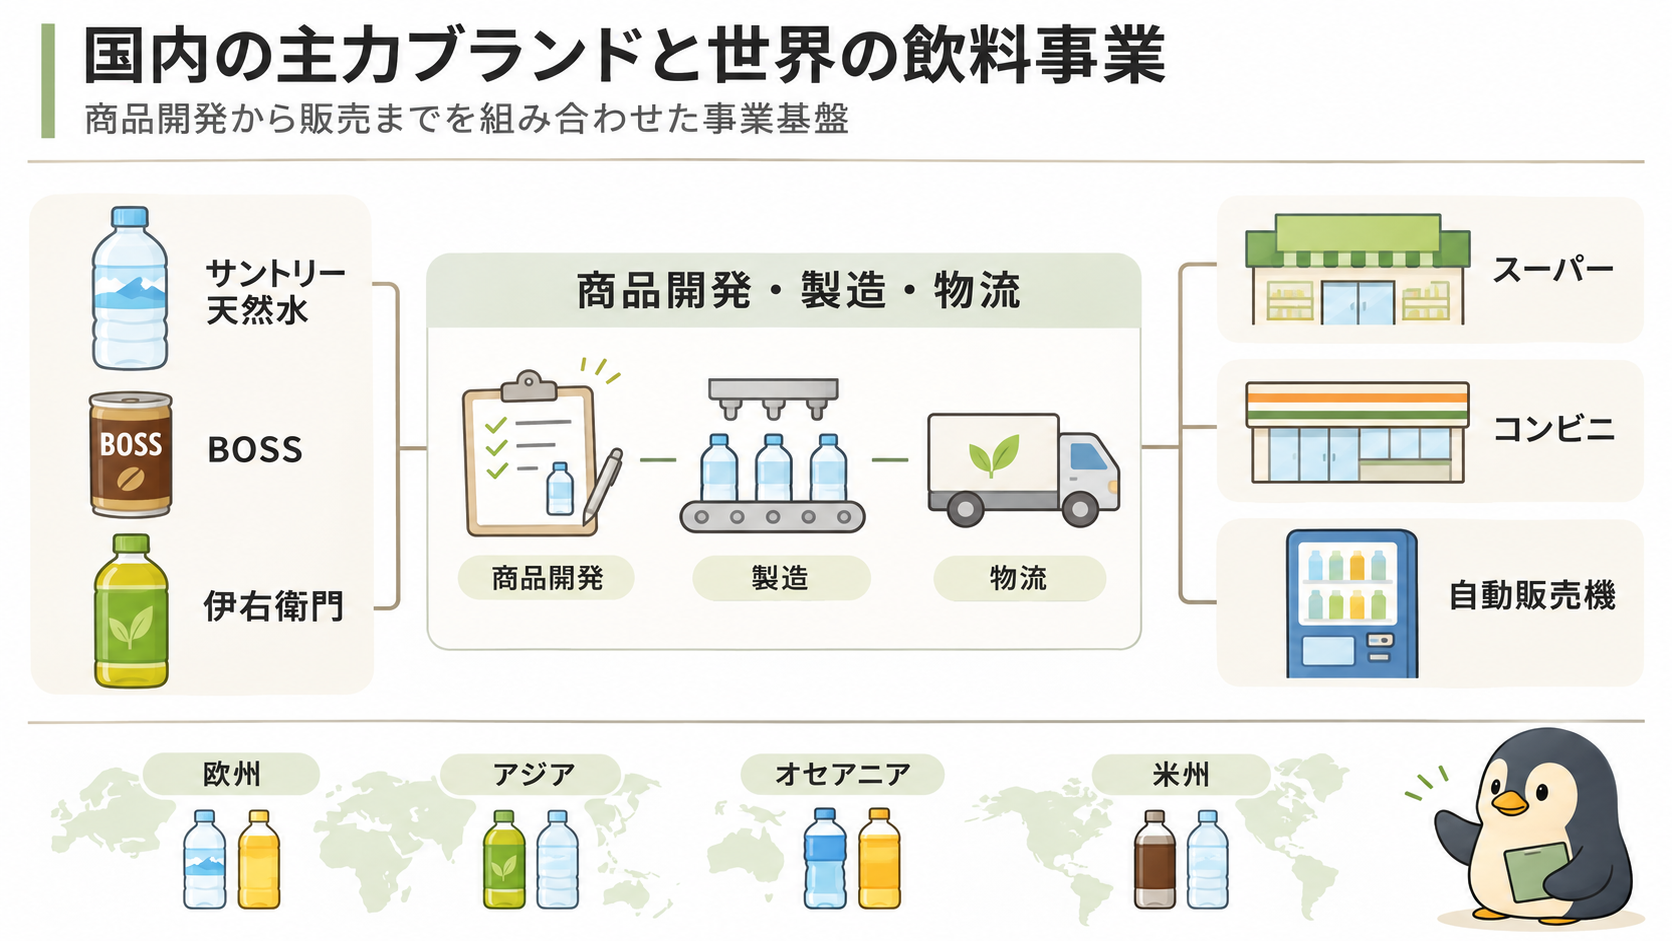 国内の主力ブランドと世界の飲料事業
商品開発から販売までを組み合わせた事業基盤
サントリー
天然水
BOSS
BOSS
伊右衛門
商品開発・製造・物流
商品開発
製造
物流
スーパー
コンビニ
自動販売機
欧州
アジア
オセアニア
米州